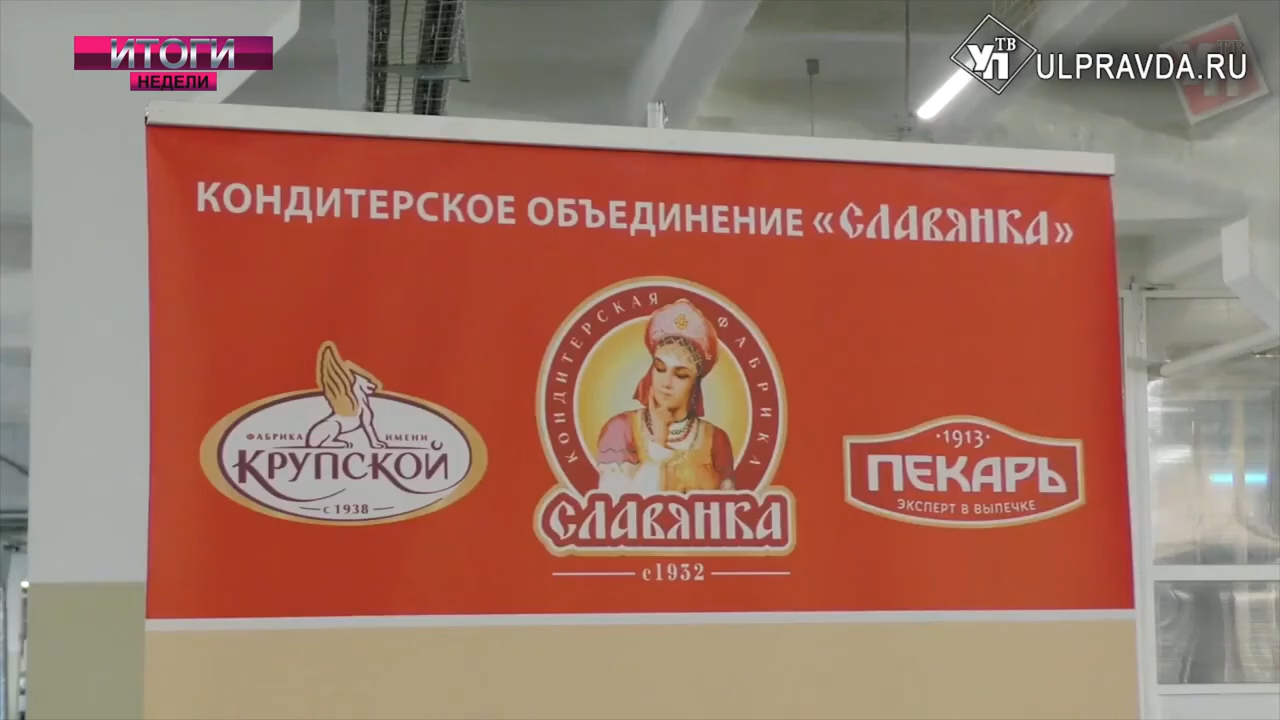 ИТОГИ
НЕДЕЛИ
УП ТВ
ULPRAVDA.RU
КОНДИТЕРСКОЕ ОБЪЕДИНЕНИЕ «СЛАВЯНКА»
ФАБРИКА ИМЕНИ
КРУПСКОЙ
с 1938
КОНДИТЕРСКАЯ ФАБРИКА
СЛАВЯНКА
с 1932
·1913·
ПЕКАРЬ
ЭКСПЕРТ В ВЫПЕЧКЕ